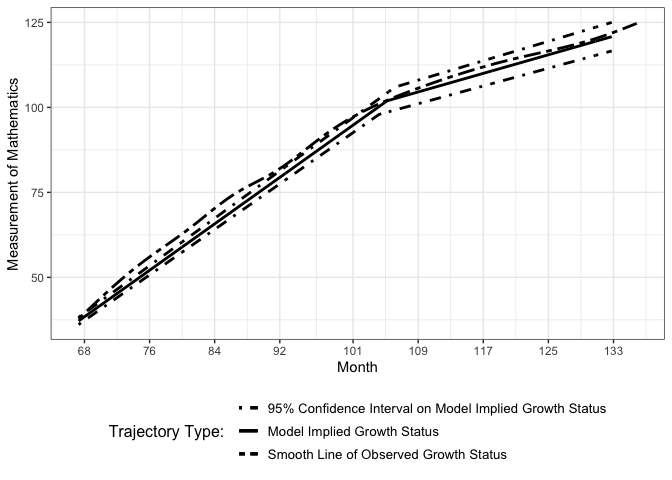 125
100
75
50
Measurement of Mathematics
68 76 84 92 101 109 117 125 133
Month
Trajectory Type:
95% Confidence Interval on Model Implied Growth Status
Model Implied Growth Status
Smooth Line of Observed Growth Status